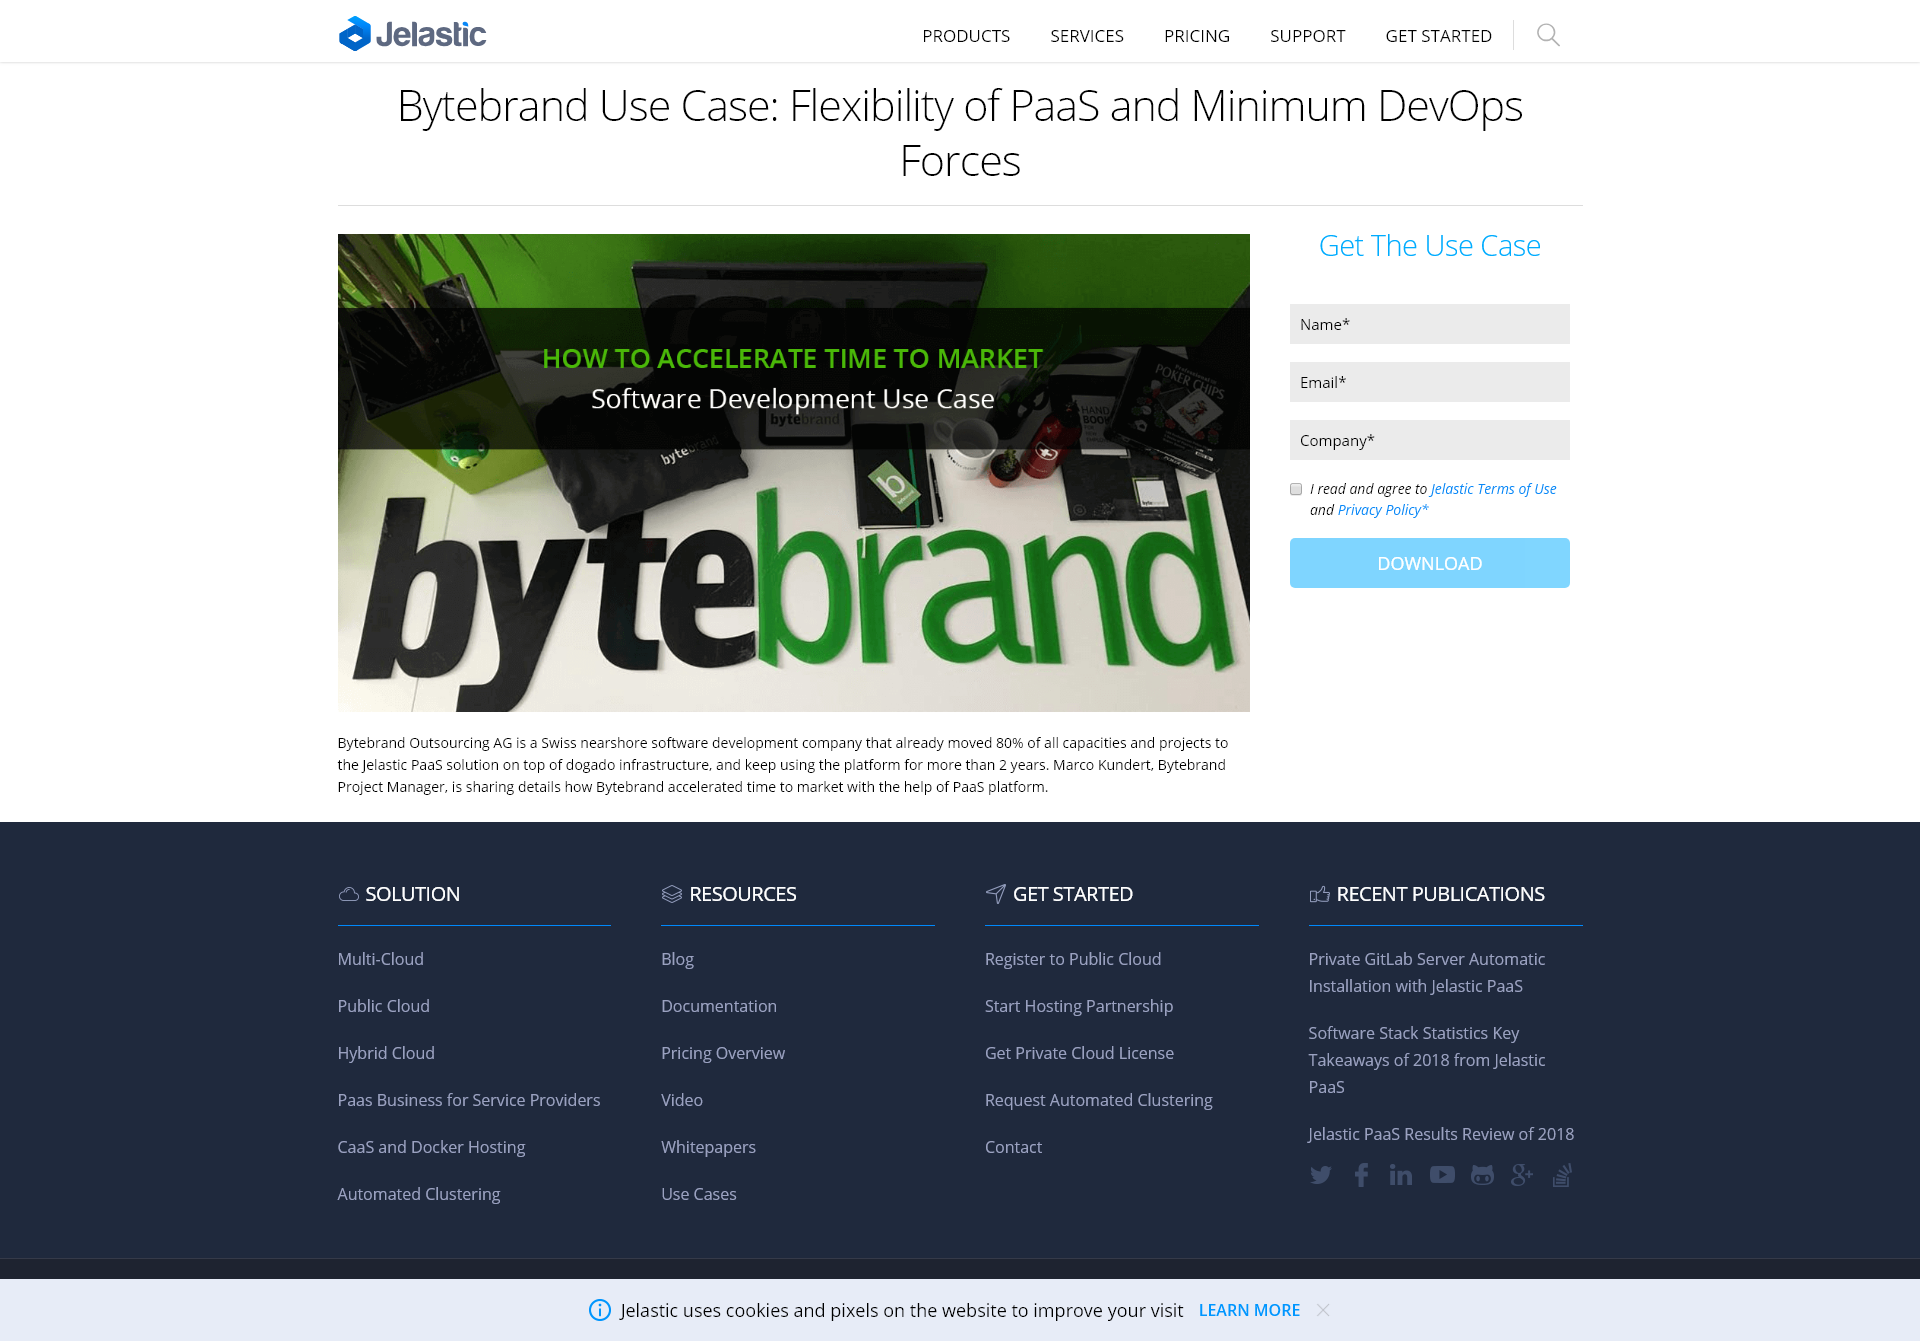 Jelastic
PRODUCTS
SERVICES
PRICING
SUPPORT
GET STARTED
Bytebrand Use Case: Flexibility of PaaS and Minimum DevOps
Forces
HOW TO ACCELERATE TIME TO MARKET
Software Development Use Case
POKER CHIPS
HAND
BOOK
bytebrand
bytebrand
b
bytebrand
Get The Use Case
Name*
Email*
Company*
I read and agree to Jelastic Terms of Use
and Privacy Policy*
DOWNLOAD
Bytebrand Outsourcing AG is a Swiss nearshore software development company that already moved 80% of all capacities and projects to
the Jelastic PaaS solution on top of dogado infrastructure, and keep using the platform for more than 2 years. Marco Kundert, Bytebrand
Project Manager, is sharing details how Bytebrand accelerated time to market with the help of PaaS platform.
SOLUTION
Multi-Cloud
Public Cloud
Hybrid Cloud
Paas Business for Service Providers
CaaS and Docker Hosting
Automated Clustering
RESOURCES
Blog
Documentation
Pricing Overview
Video
Whitepapers
Use Cases
GET STARTED
Register to Public Cloud
Start Hosting Partnership
Get Private Cloud License
Request Automated Clustering
Contact
RECENT PUBLICATIONS
Private GitLab Server Automatic
Installation with Jelastic PaaS
Software Stack Statistics Key
Takeaways of 2018 from Jelastic
PaaS
Jelastic PaaS Results Review of 2018
Jelastic uses cookies and pixels on the website to improve your visit
LEARN MORE